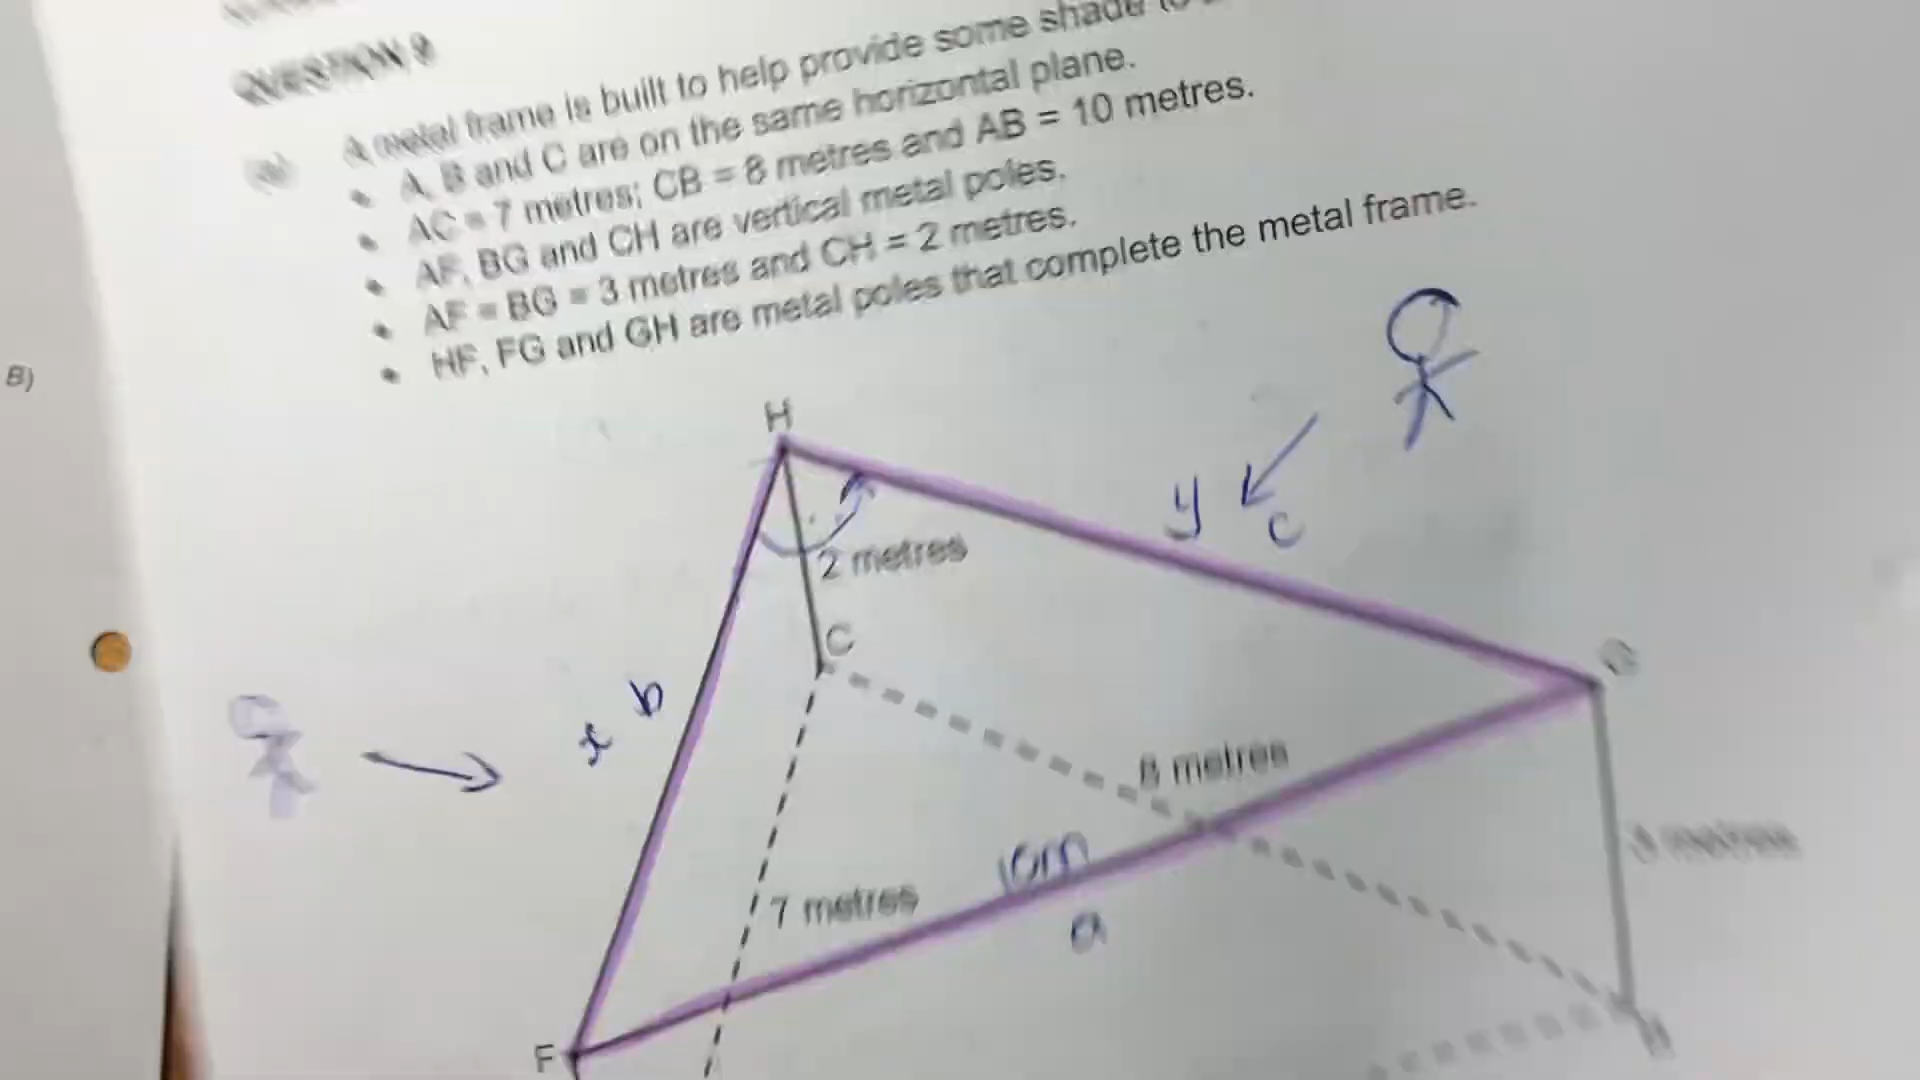 QUESTION 9
(a) A metal frame is built to help provide some shade
• A, B and C are on the same horizontal plane.
• AC = 7 metres; CB = 8 metres and AB = 10 metres.
• AF, BG and CH are vertical metal poles.
• AF = BG = 3 metres and CH = 2 metres.
• HF, FG and GH are metal poles that complete the metal frame.
B)
H
y
c
2 metres
C
G
b
x
8 metres
3 metres
10m
7 metres
a
F
B